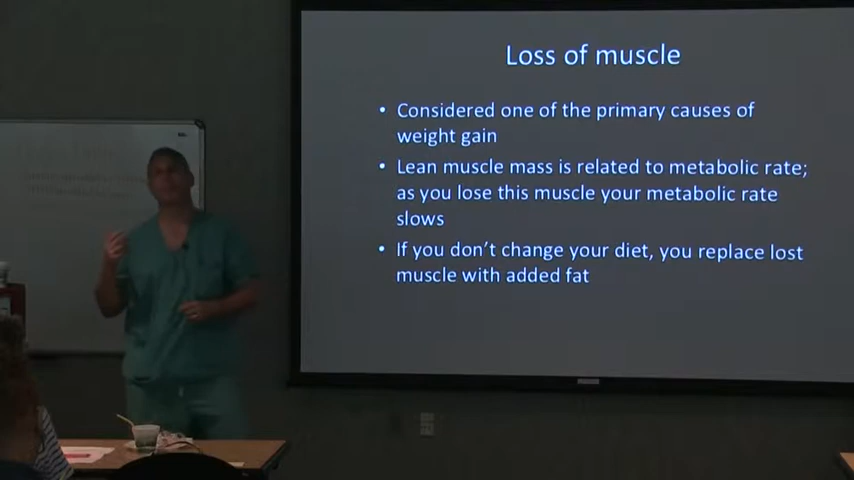 Loss of muscle
• Considered one of the primary causes of
weight gain
• Lean muscle mass is related to metabolic rate;
as you lose this muscle your metabolic rate
slows
• If you don't change your diet, you replace lost
muscle with added fat